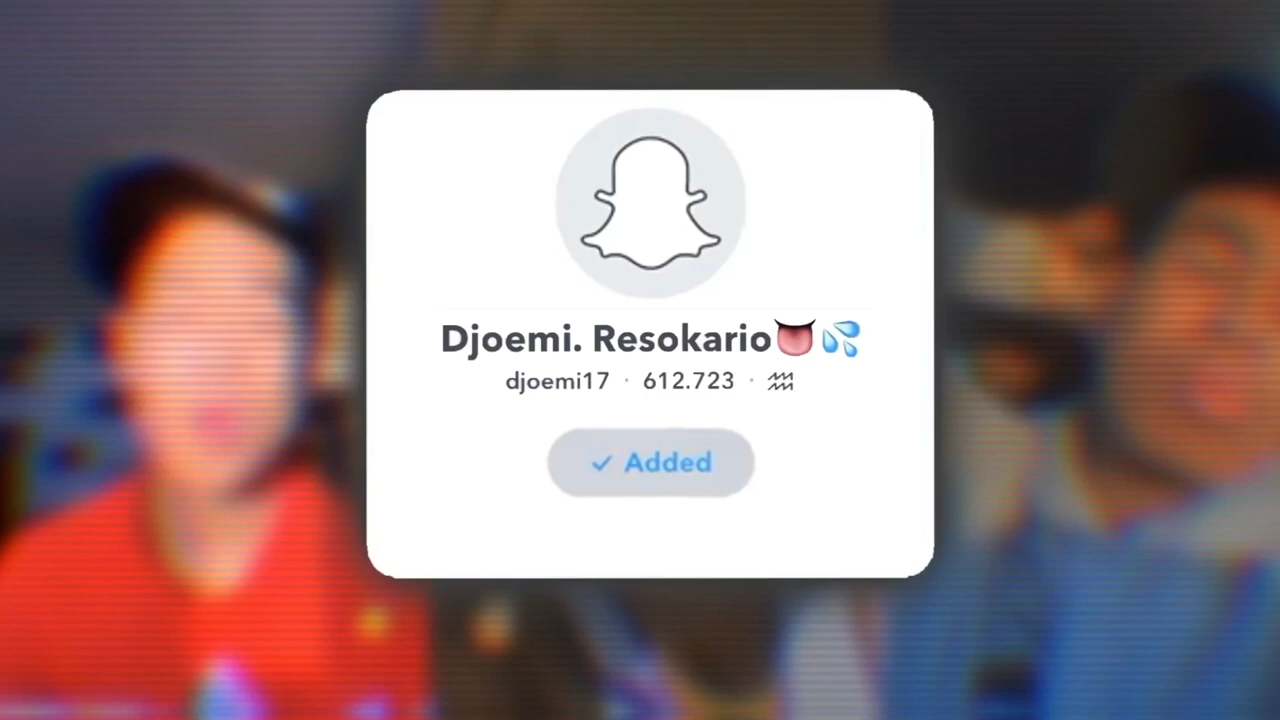 Djoemi. Resokario👅💦
djoemi17 · 612.723 · ♒
✓ Added